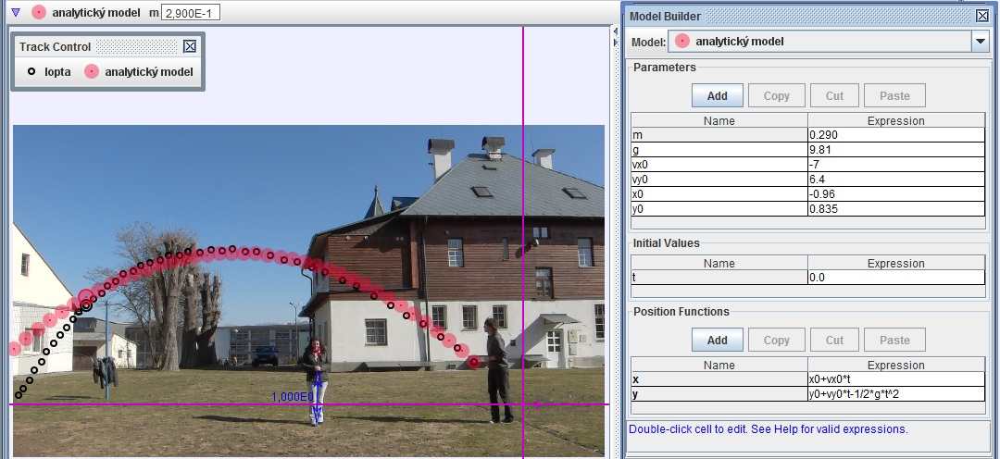 analytický model m 2,900E-1
Track Control
lopta analytický model
1,000E0
Model Builder
Model: analytický model
Parameters
Add Copy Cut Paste
Name Expression
m 0.290
g 9.81
vx0 -7
vy0 6.4
x0 -0.96
y0 0.835
Initial Values
Name Expression
t 0.0
Position Functions
Add Copy Cut Paste
Name Expression
x x0+vx0*t
y y0+vy0*t-1/2*g*t^2
Double-click cell to edit. See Help for valid expressions.